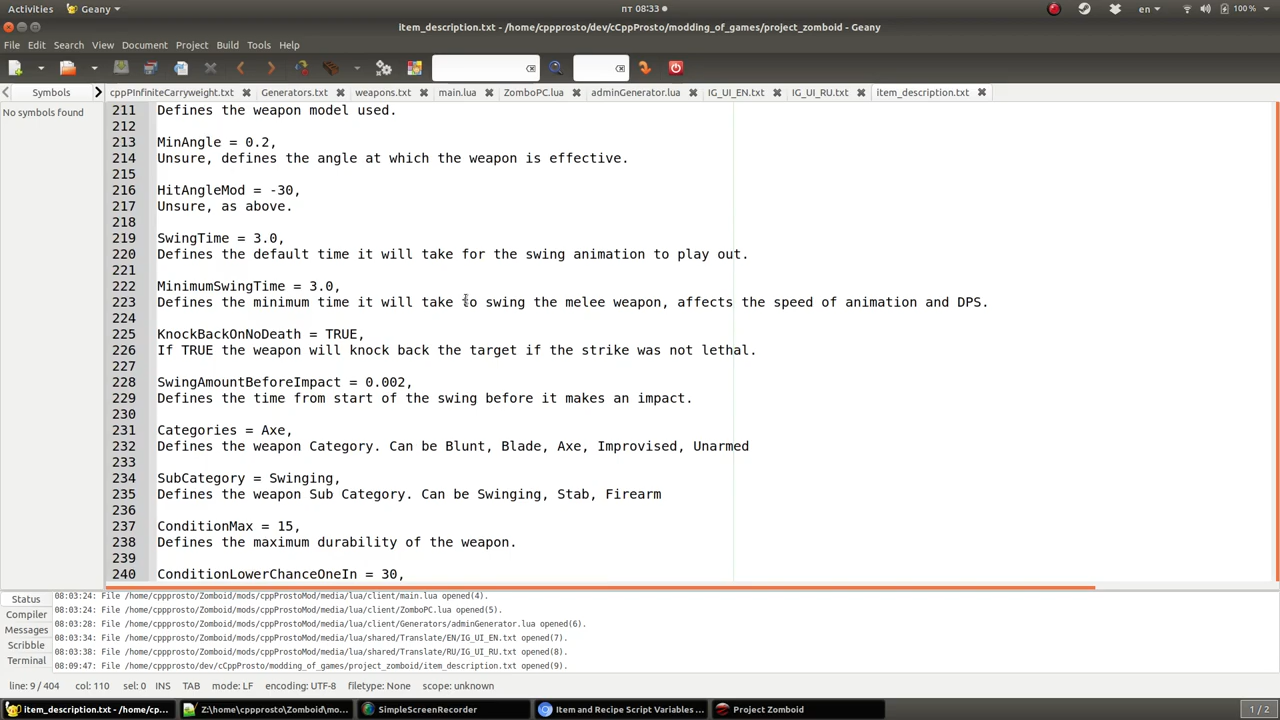 Activities Geany пт 08:33 en 100 %
item_description.txt - /home/cppprosto/dev/cCppProsto/modding_of_games/project_zomboid - Geany
File Edit Search View Document Project Build Tools Help
Symbols cppPInfiniteCarryweight.txt Generators.txt weapons.txt main.lua ZomboPC.lua adminGenerator.lua IG_UI_EN.txt IG_UI_RU.txt item_description.txt
No symbols found
211 Defines the weapon model used.
212
213 MinAngle = 0.2,
214 Unsure, defines the angle at which the weapon is effective.
215
216 HitAngleMod = -30,
217 Unsure, as above.
218
219 SwingTime = 3.0,
220 Defines the default time it will take for the swing animation to play out.
221
222 MinimumSwingTime = 3.0,
223 Defines the minimum time it will take to swing the melee weapon, affects the speed of animation and DPS.
224
225 KnockBackOnNoDeath = TRUE,
226 If TRUE the weapon will knock back the target if the strike was not lethal.
227
228 SwingAmountBeforeImpact = 0.002,
229 Defines the time from start of the swing before it makes an impact.
230
231 Categories = Axe,
232 Defines the weapon Category. Can be Blunt, Blade, Axe, Improvised, Unarmed
233
234 SubCategory = Swinging,
235 Defines the weapon Sub Category. Can be Swinging, Stab, Firearm
236
237 ConditionMax = 15,
238 Defines the maximum durability of the weapon.
239
240 ConditionLowerChanceOneIn = 30,
Status
Compiler
Messages
Scribble
Terminal
08:03:24: File /home/cppprosto/Zomboid/mods/cppProstoMod/media/lua/client/main.lua opened(4).
08:03:24: File /home/cppprosto/Zomboid/mods/cppProstoMod/media/lua/client/ZomboPC.lua opened(5).
08:03:28: File /home/cppprosto/Zomboid/mods/cppProstoMod/media/lua/client/Generators/adminGenerator.lua opened(6).
08:03:34: File /home/cppprosto/Zomboid/mods/cppProstoMod/media/lua/shared/Translate/EN/IG_UI_EN.txt opened(7).
08:03:38: File /home/cppprosto/Zomboid/mods/cppProstoMod/media/lua/shared/Translate/RU/IG_UI_RU.txt opened(8).
08:09:47: File /home/cppprosto/dev/cCppProsto/modding_of_games/project_zomboid/item_description.txt opened(9).
line: 9 / 404 col: 110 sel: 0 INS TAB mode: LF encoding: UTF-8 filetype: None scope: unknown
item_description.txt - /home/cpp... Z:\home\cppprosto\Zomboid\mo... SimpleScreenRecorder Item and Recipe Script Variables ... Project Zomboid 1 / 2